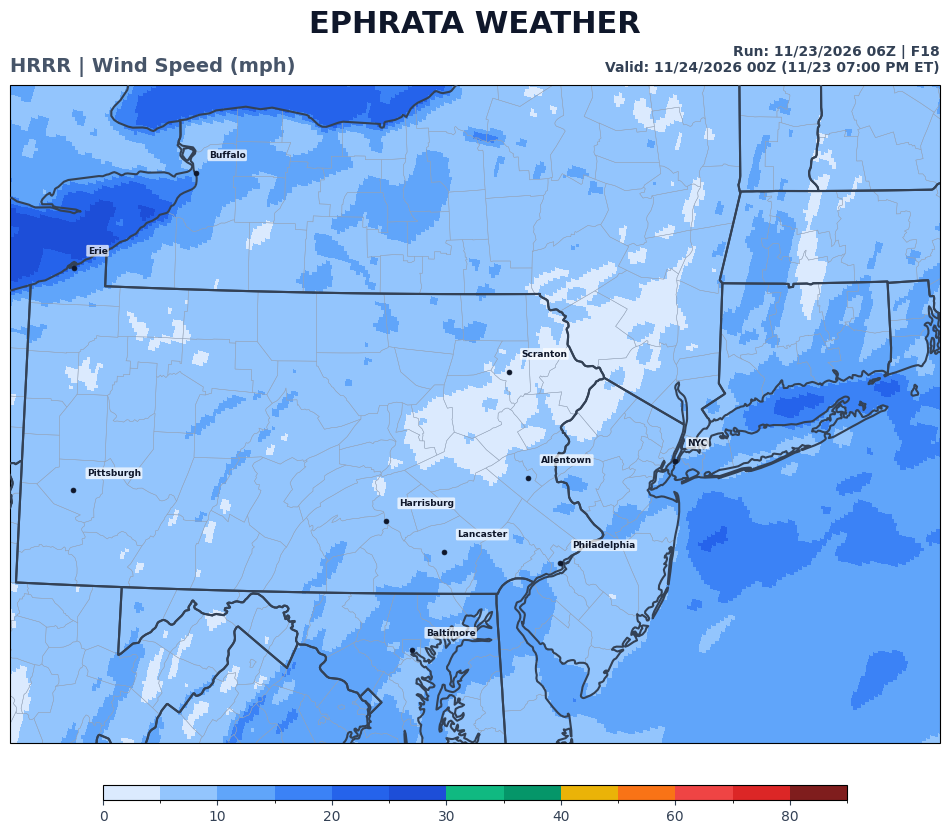 EPHRATA WEATHER
HRRR | Wind Speed (mph)
Run: 11/23/2026 06Z | F18
Valid: 11/24/2026 00Z (11/23 07:00 PM ET)
Buffalo
Erie
Scranton
NYC
Allentown
Pittsburgh
Harrisburg
Lancaster
Philadelphia
Baltimore
0 10 20 30 40 60 80